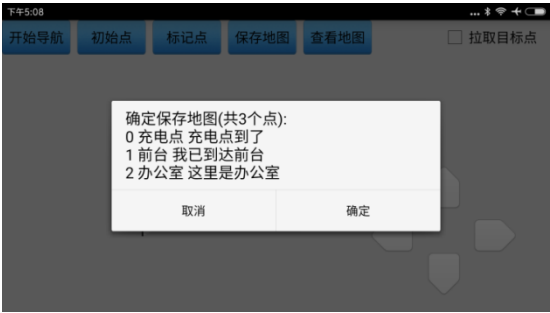 下午5:08
...
开始导航 初始点 标记点 保存地图 查看地图 拉取目标点
确定保存地图(共3个点):
0 充电点 充电点到了
1 前台 我已到达前台
2 办公室 这里是办公室
取消 确定